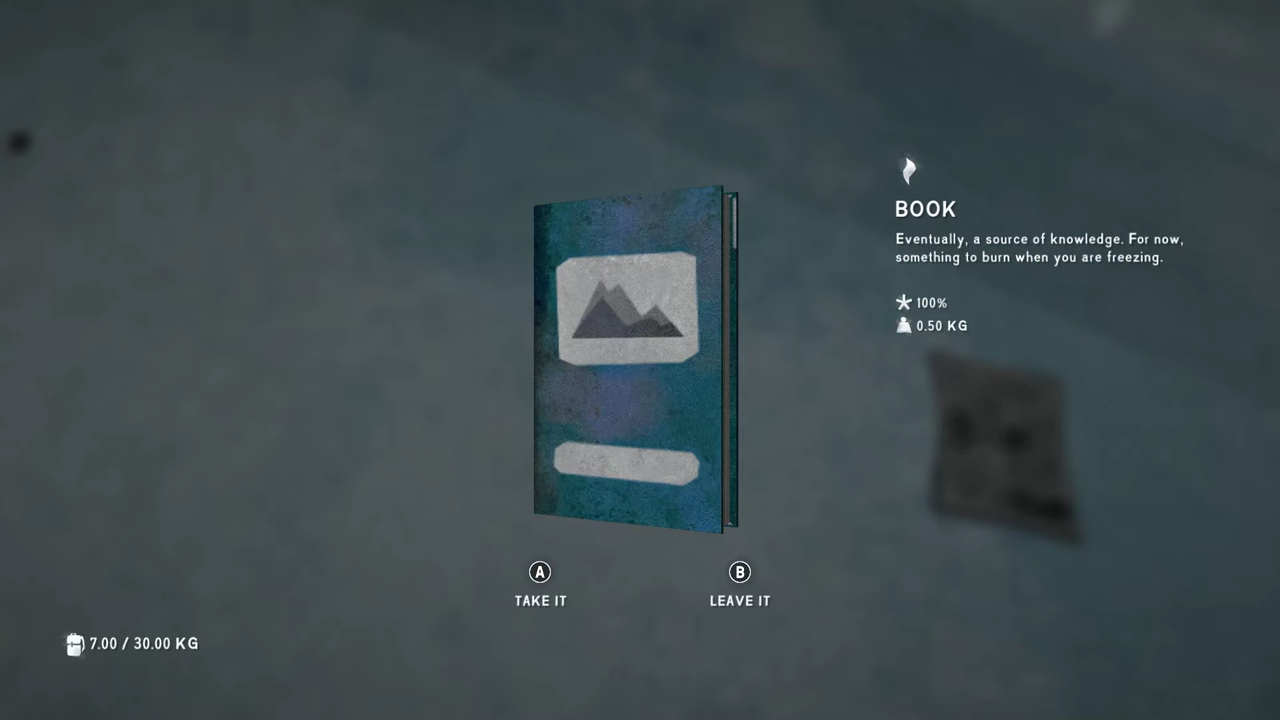 BOOK
Eventually, a source of knowledge. For now,
something to burn when you are freezing.
100%
0.50 KG
A
B
TAKE IT
LEAVE IT
7.00 / 30.00 KG